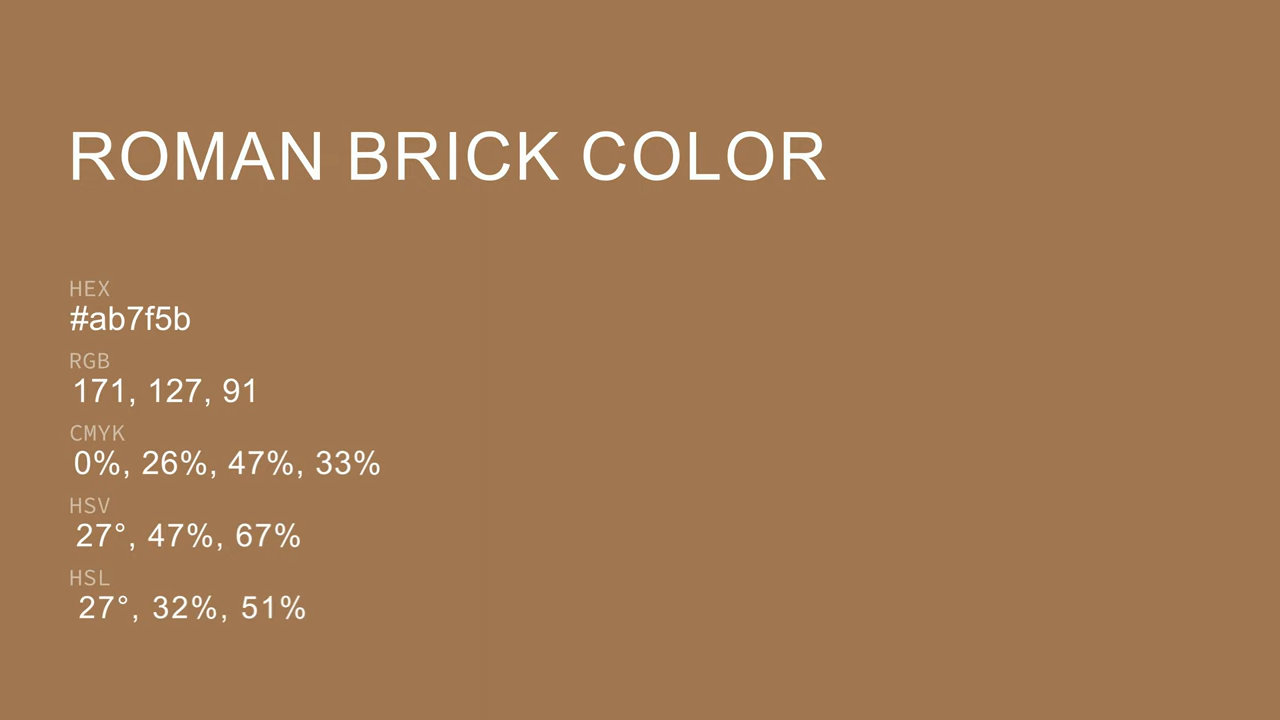 ROMAN BRICK COLOR
HEX
#ab7f5b
RGB
171, 127, 91
CMYK
0%, 26%, 47%, 33%
HSV
27°, 47%, 67%
HSL
27°, 32%, 51%